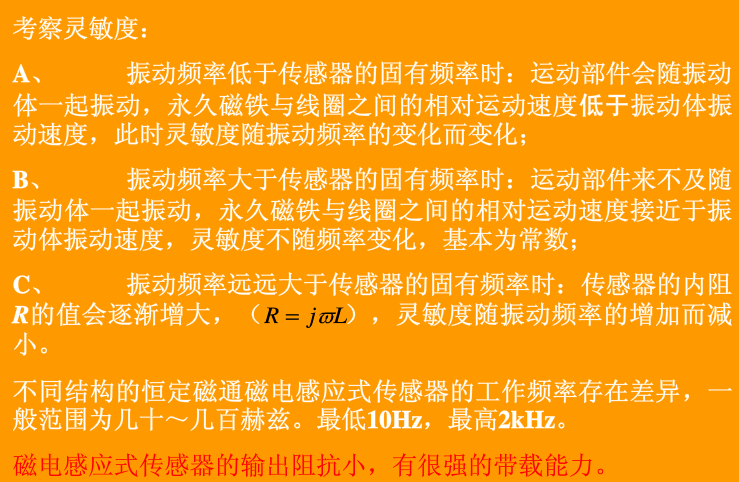 考察灵敏度：
A、 振动频率低于传感器的固有频率时：运动部件会随振动
体一起振动，永久磁铁与线圈之间的相对运动速度低于振动体振
动速度，此时灵敏度随振动频率的变化而变化；
B、 振动频率大于传感器的固有频率时：运动部件来不及随
振动体一起振动，永久磁铁与线圈之间的相对运动速度接近于振
动体振动速度，灵敏度不随频率变化，基本为常数；
C、 振动频率远远大于传感器的固有频率时：传感器的内阻
R的值会逐渐增大，（R = jϖL），灵敏度随振动频率的增加而减
小。
不同结构的恒定磁通磁电感应式传感器的工作频率存在差异，一
般范围为几十～几百赫兹。最低10Hz，最高2kHz。
磁电感应式传感器的输出阻抗小，有很强的带载能力。